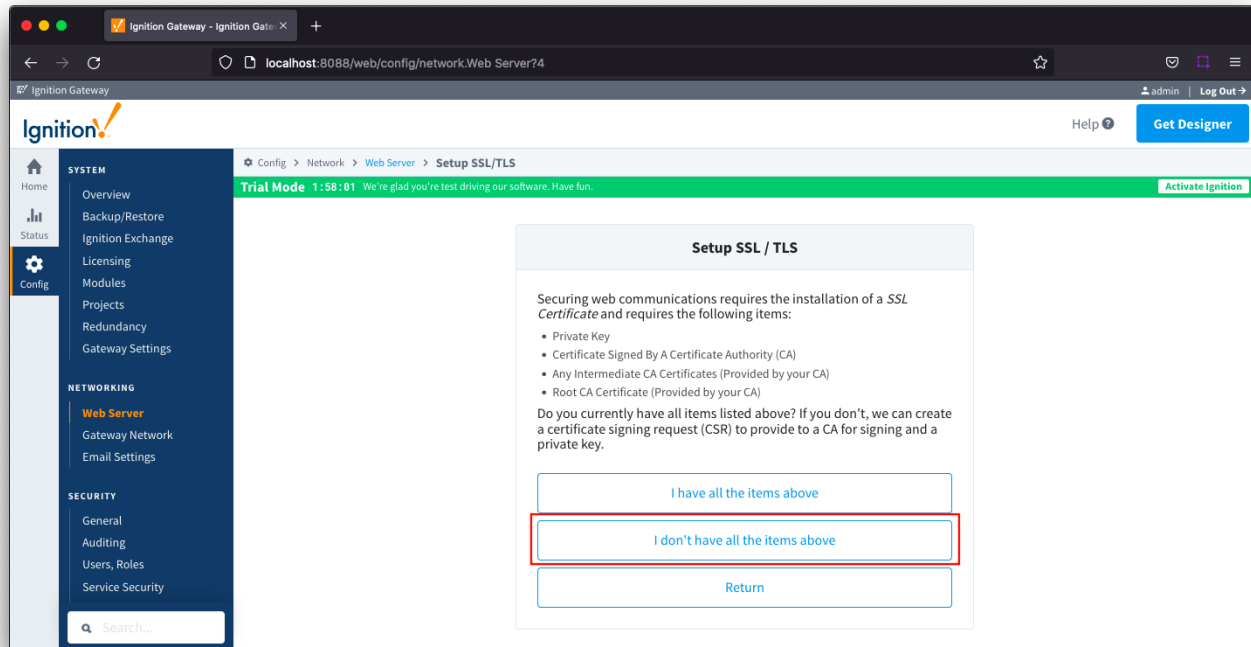 Ignition Gateway - Ignition Gate
localhost:8088/web/config/network.Web Server?4
Ignition Gateway
admin | Log Out
Ignition!
Help
Get Designer
Home
Status
Config
SYSTEM
Overview
Backup/Restore
Ignition Exchange
Licensing
Modules
Projects
Redundancy
Gateway Settings
NETWORKING
Web Server
Gateway Network
Email Settings
SECURITY
General
Auditing
Users, Roles
Service Security
Search...
Config > Network > Web Server > Setup SSL/TLS
Trial Mode 1:58:01 We're glad you're test driving our software. Have fun.
Activate Ignition
Setup SSL / TLS
Securing web communications requires the installation of a SSL
Certificate and requires the following items:
• Private Key
• Certificate Signed By A Certificate Authority (CA)
• Any Intermediate CA Certificates (Provided by your CA)
• Root CA Certificate (Provided by your CA)
Do you currently have all items listed above? If you don't, we can create
a certificate signing request (CSR) to provide to a CA for signing and a
private key.
I have all the items above
I don't have all the items above
Return